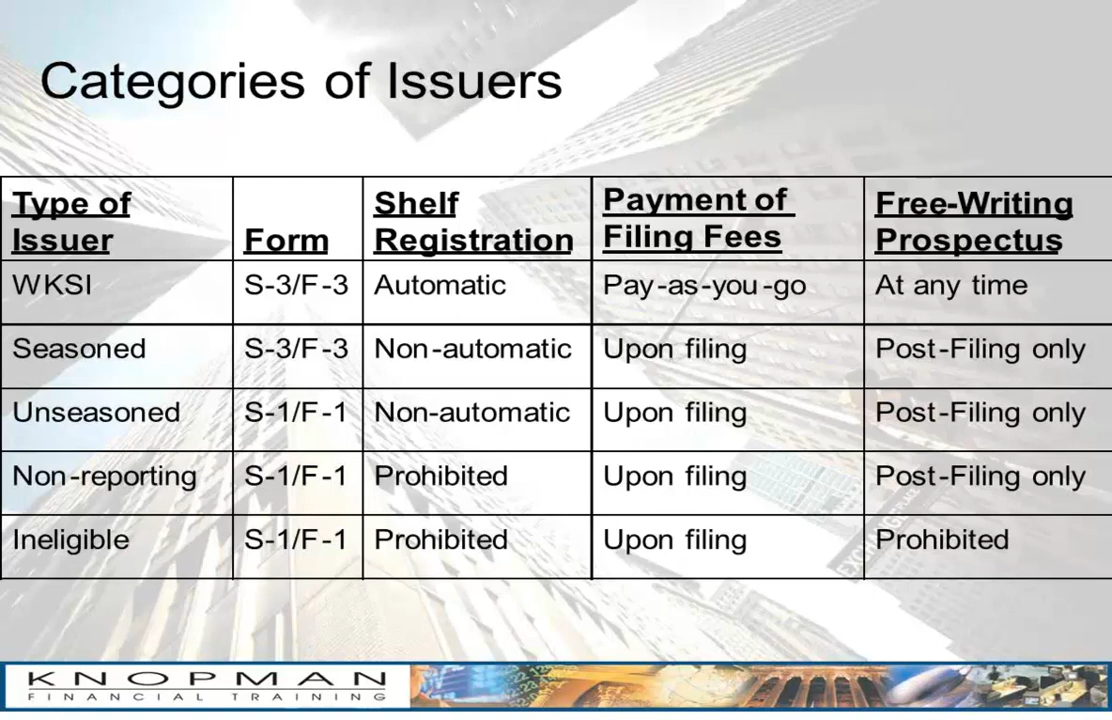 Categories of Issuers
Type of Issuer	Form	Shelf Registration	Payment of Filing Fees	Free-Writing Prospectus
WKSI	S-3/F-3	Automatic	Pay-as-you-go	At any time
Seasoned	S-3/F-3	Non-automatic	Upon filing	Post-Filing only
Unseasoned	S-1/F-1	Non-automatic	Upon filing	Post-Filing only
Non-reporting	S-1/F-1	Prohibited	Upon filing	Post-Filing only
Ineligible	S-1/F-1	Prohibited	Upon filing	Prohibited
KNOPMAN
FINANCIAL TRAINING